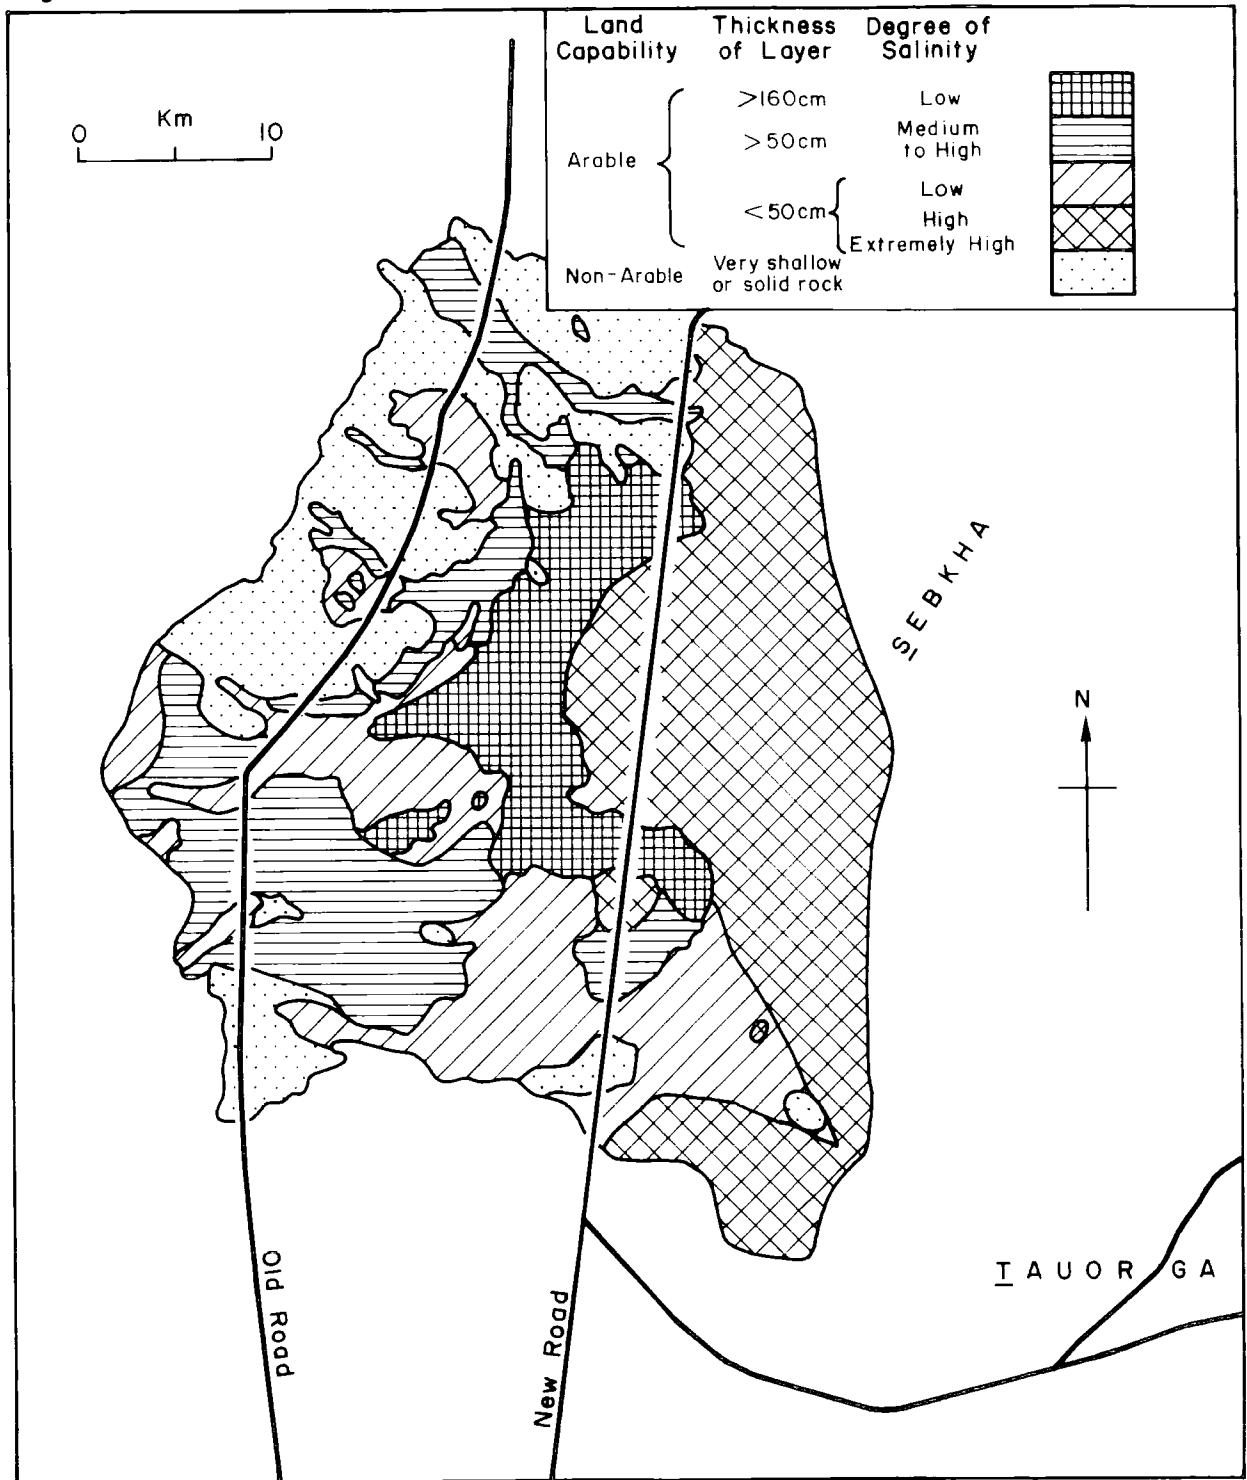 Land Capability
Thickness of Layer
Degree of Salinity
Km
0 10
Arable
>160cm Low
>50cm Medium to High
<50cm Low
High
Extremely High
Non-Arable Very shallow or solid rock
SEBKHA
N
TAUORGA
Old Road
New Road